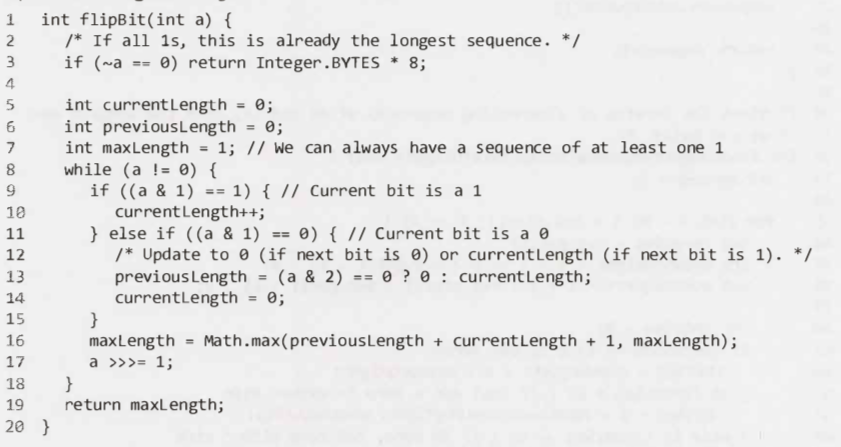 1 int flipBit(int a) {
2 /* If all 1s, this is already the longest sequence. */
3 if (~a == 0) return Integer.BYTES * 8;
4
5 int currentLength = 0;
6 int previousLength = 0;
7 int maxLength = 1; // We can always have a sequence of at least one 1
8 while (a != 0) {
9 if ((a & 1) == 1) { // Current bit is a 1
10 currentLength++;
11 } else if ((a & 1) == 0) { // Current bit is a 0
12 /* Update to 0 (if next bit is 0) or currentLength (if next bit is 1). */
13 previousLength = (a & 2) == 0 ? 0 : currentLength;
14 currentLength = 0;
15 }
16 maxLength = Math.max(previousLength + currentLength + 1, maxLength);
17 a >>>= 1;
18 }
19 return maxLength;
20 }